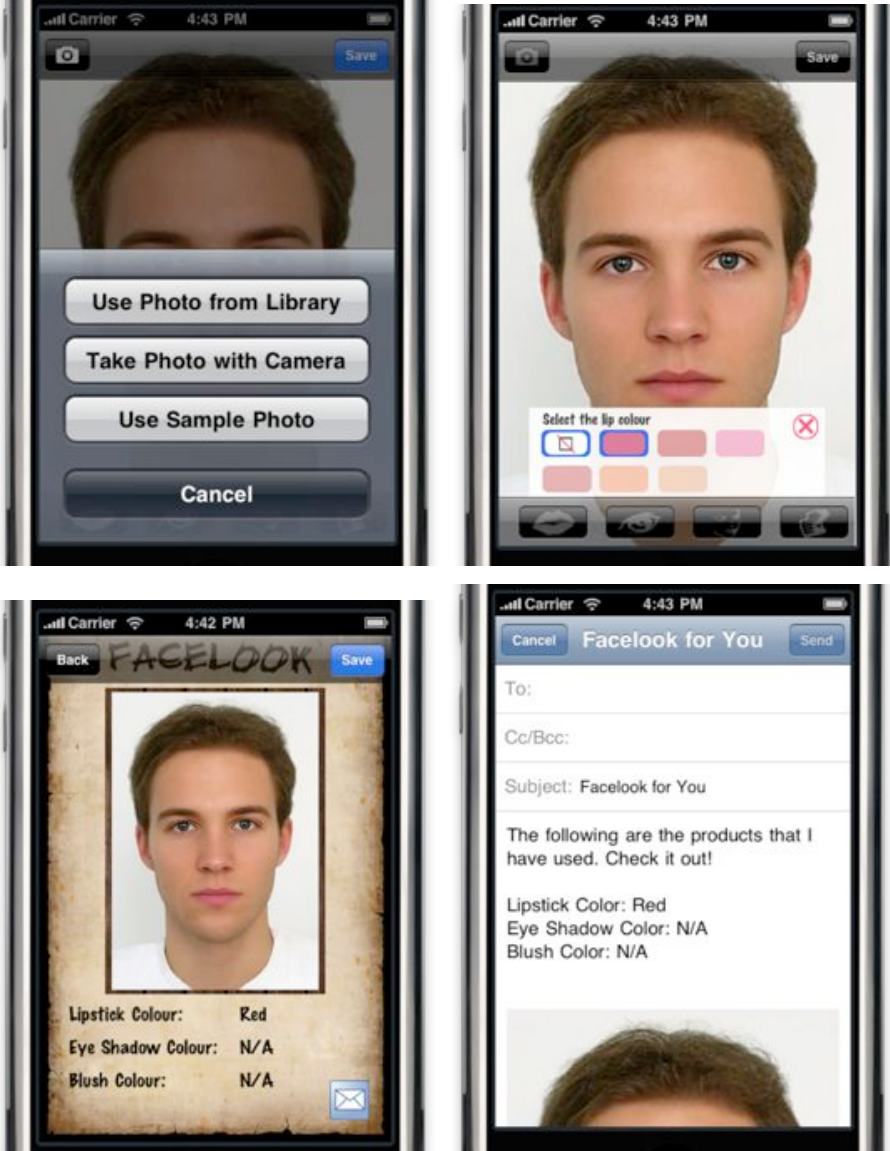 Carrier 4:43 PM
Save
Use Photo from Library
Take Photo with Camera
Use Sample Photo
Cancel
Carrier 4:43 PM
Save
Select the lip colour
Carrier 4:42 PM
Back FACELOOK Save
Lipstick Colour: Red
Eye Shadow Colour: N/A
Blush Colour: N/A
Carrier 4:43 PM
Cancel Facelook for You Send
To:
Cc/Bcc:
Subject: Facelook for You
The following are the products that I
have used. Check it out!
Lipstick Color: Red
Eye Shadow Color: N/A
Blush Color: N/A